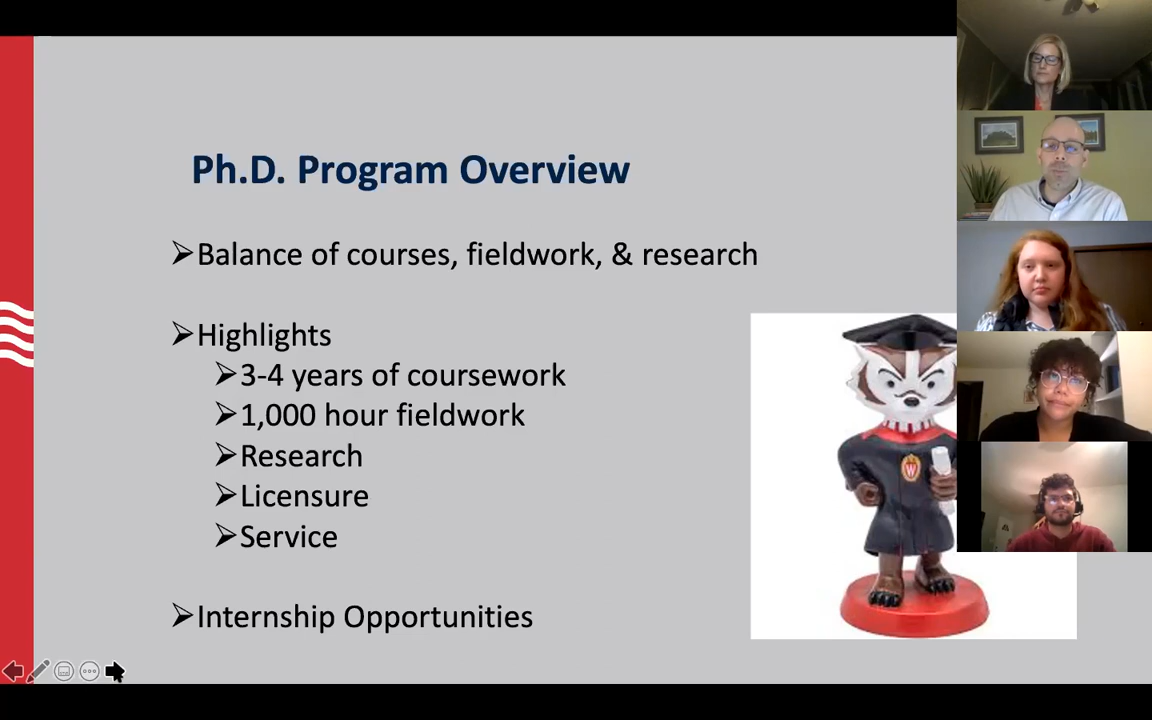 Ph.D. Program Overview
➢Balance of courses, fieldwork, & research
➢Highlights
➢3-4 years of coursework
➢1,000 hour fieldwork
➢Research
➢Licensure
➢Service
➢Internship Opportunities
W